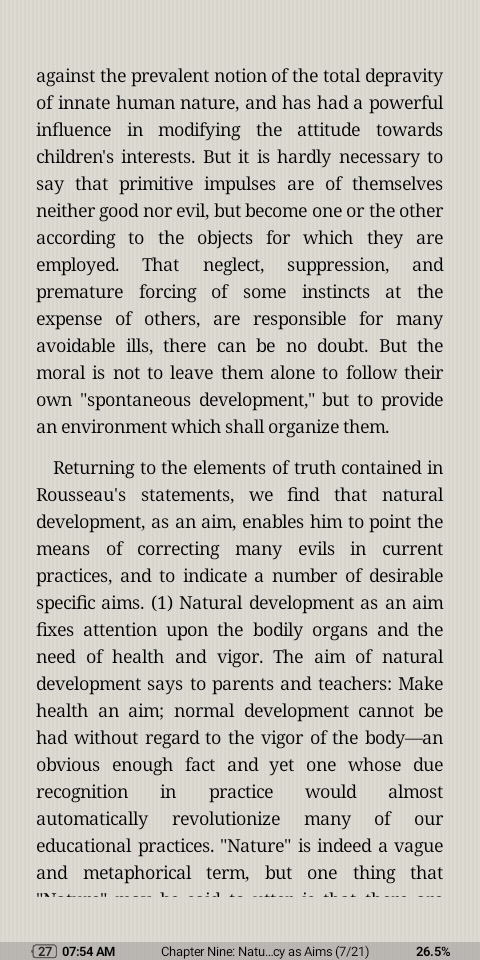 against the prevalent notion of the total depravity
of innate human nature, and has had a powerful
influence in modifying the attitude towards
children's interests. But it is hardly necessary to
say that primitive impulses are of themselves
neither good nor evil, but become one or the other
according to the objects for which they are
employed. That neglect, suppression, and
premature forcing of some instincts at the
expense of others, are responsible for many
avoidable ills, there can be no doubt. But the
moral is not to leave them alone to follow their
own "spontaneous development," but to provide
an environment which shall organize them.
Returning to the elements of truth contained in
Rousseau's statements, we find that natural
development, as an aim, enables him to point the
means of correcting many evils in current
practices, and to indicate a number of desirable
specific aims. (1) Natural development as an aim
fixes attention upon the bodily organs and the
need of health and vigor. The aim of natural
development says to parents and teachers: Make
health an aim; normal development cannot be
had without regard to the vigor of the body—an
obvious enough fact and yet one whose due
recognition in practice would almost
automatically revolutionize many of our
educational practices. "Nature" is indeed a vague
and metaphorical term, but one thing that
"Nature" may be said to utter is that there are
27 07:54 AM Chapter Nine: Natu...cy as Aims (7/21) 26.5%